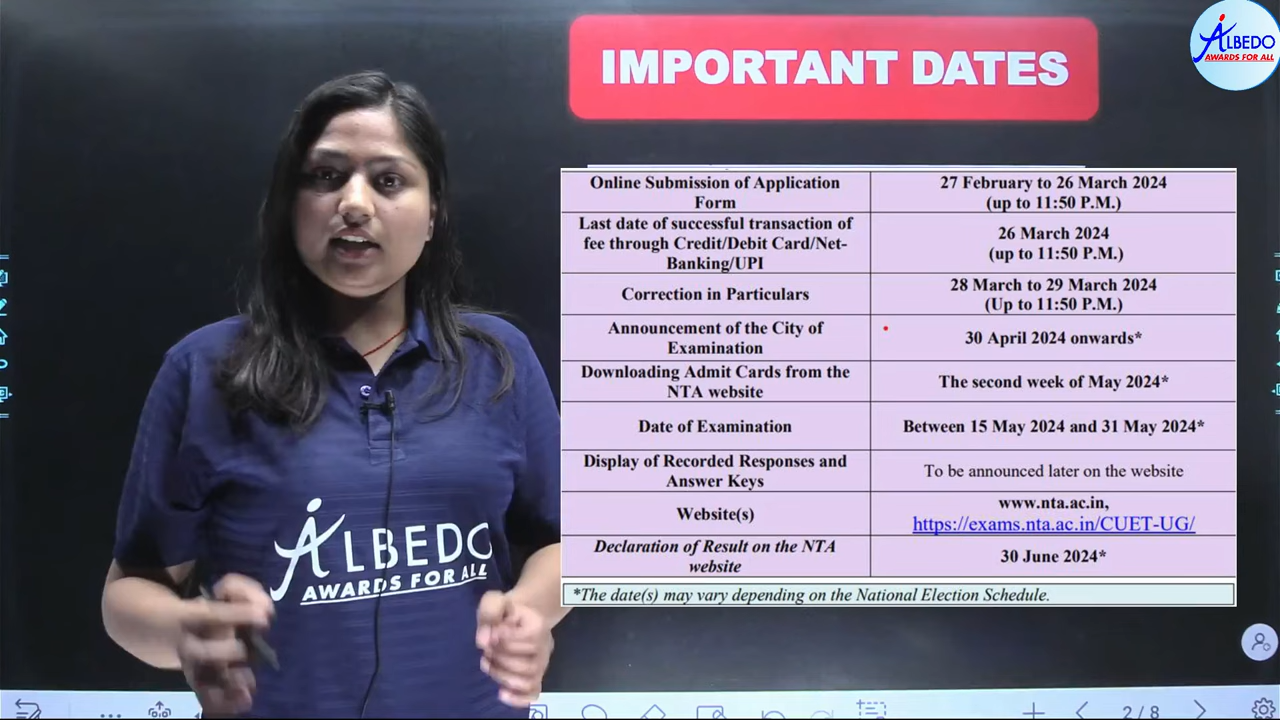 IMPORTANT DATES
ALBEDO
AWARDS FOR ALL
Online Submission of Application
Form
27 February to 26 March 2024
(up to 11:50 P.M.)
Last date of successful transaction of
fee through Credit/Debit Card/Net-
Banking/UPI
26 March 2024
(up to 11:50 P.M.)
Correction in Particulars
28 March to 29 March 2024
(Up to 11:50 P.M.)
Announcement of the City of
Examination
30 April 2024 onwards*
Downloading Admit Cards from the
NTA website
The second week of May 2024*
Date of Examination
Between 15 May 2024 and 31 May 2024*
Display of Recorded Responses and
Answer Keys
To be announced later on the website
Website(s)
www.nta.ac.in,
https://exams.nta.ac.in/CUET-UG/
Declaration of Result on the NTA
website
30 June 2024*
*The date(s) may vary depending on the National Election Schedule.
ALBEDO
AWARDS FOR ALL
2/8